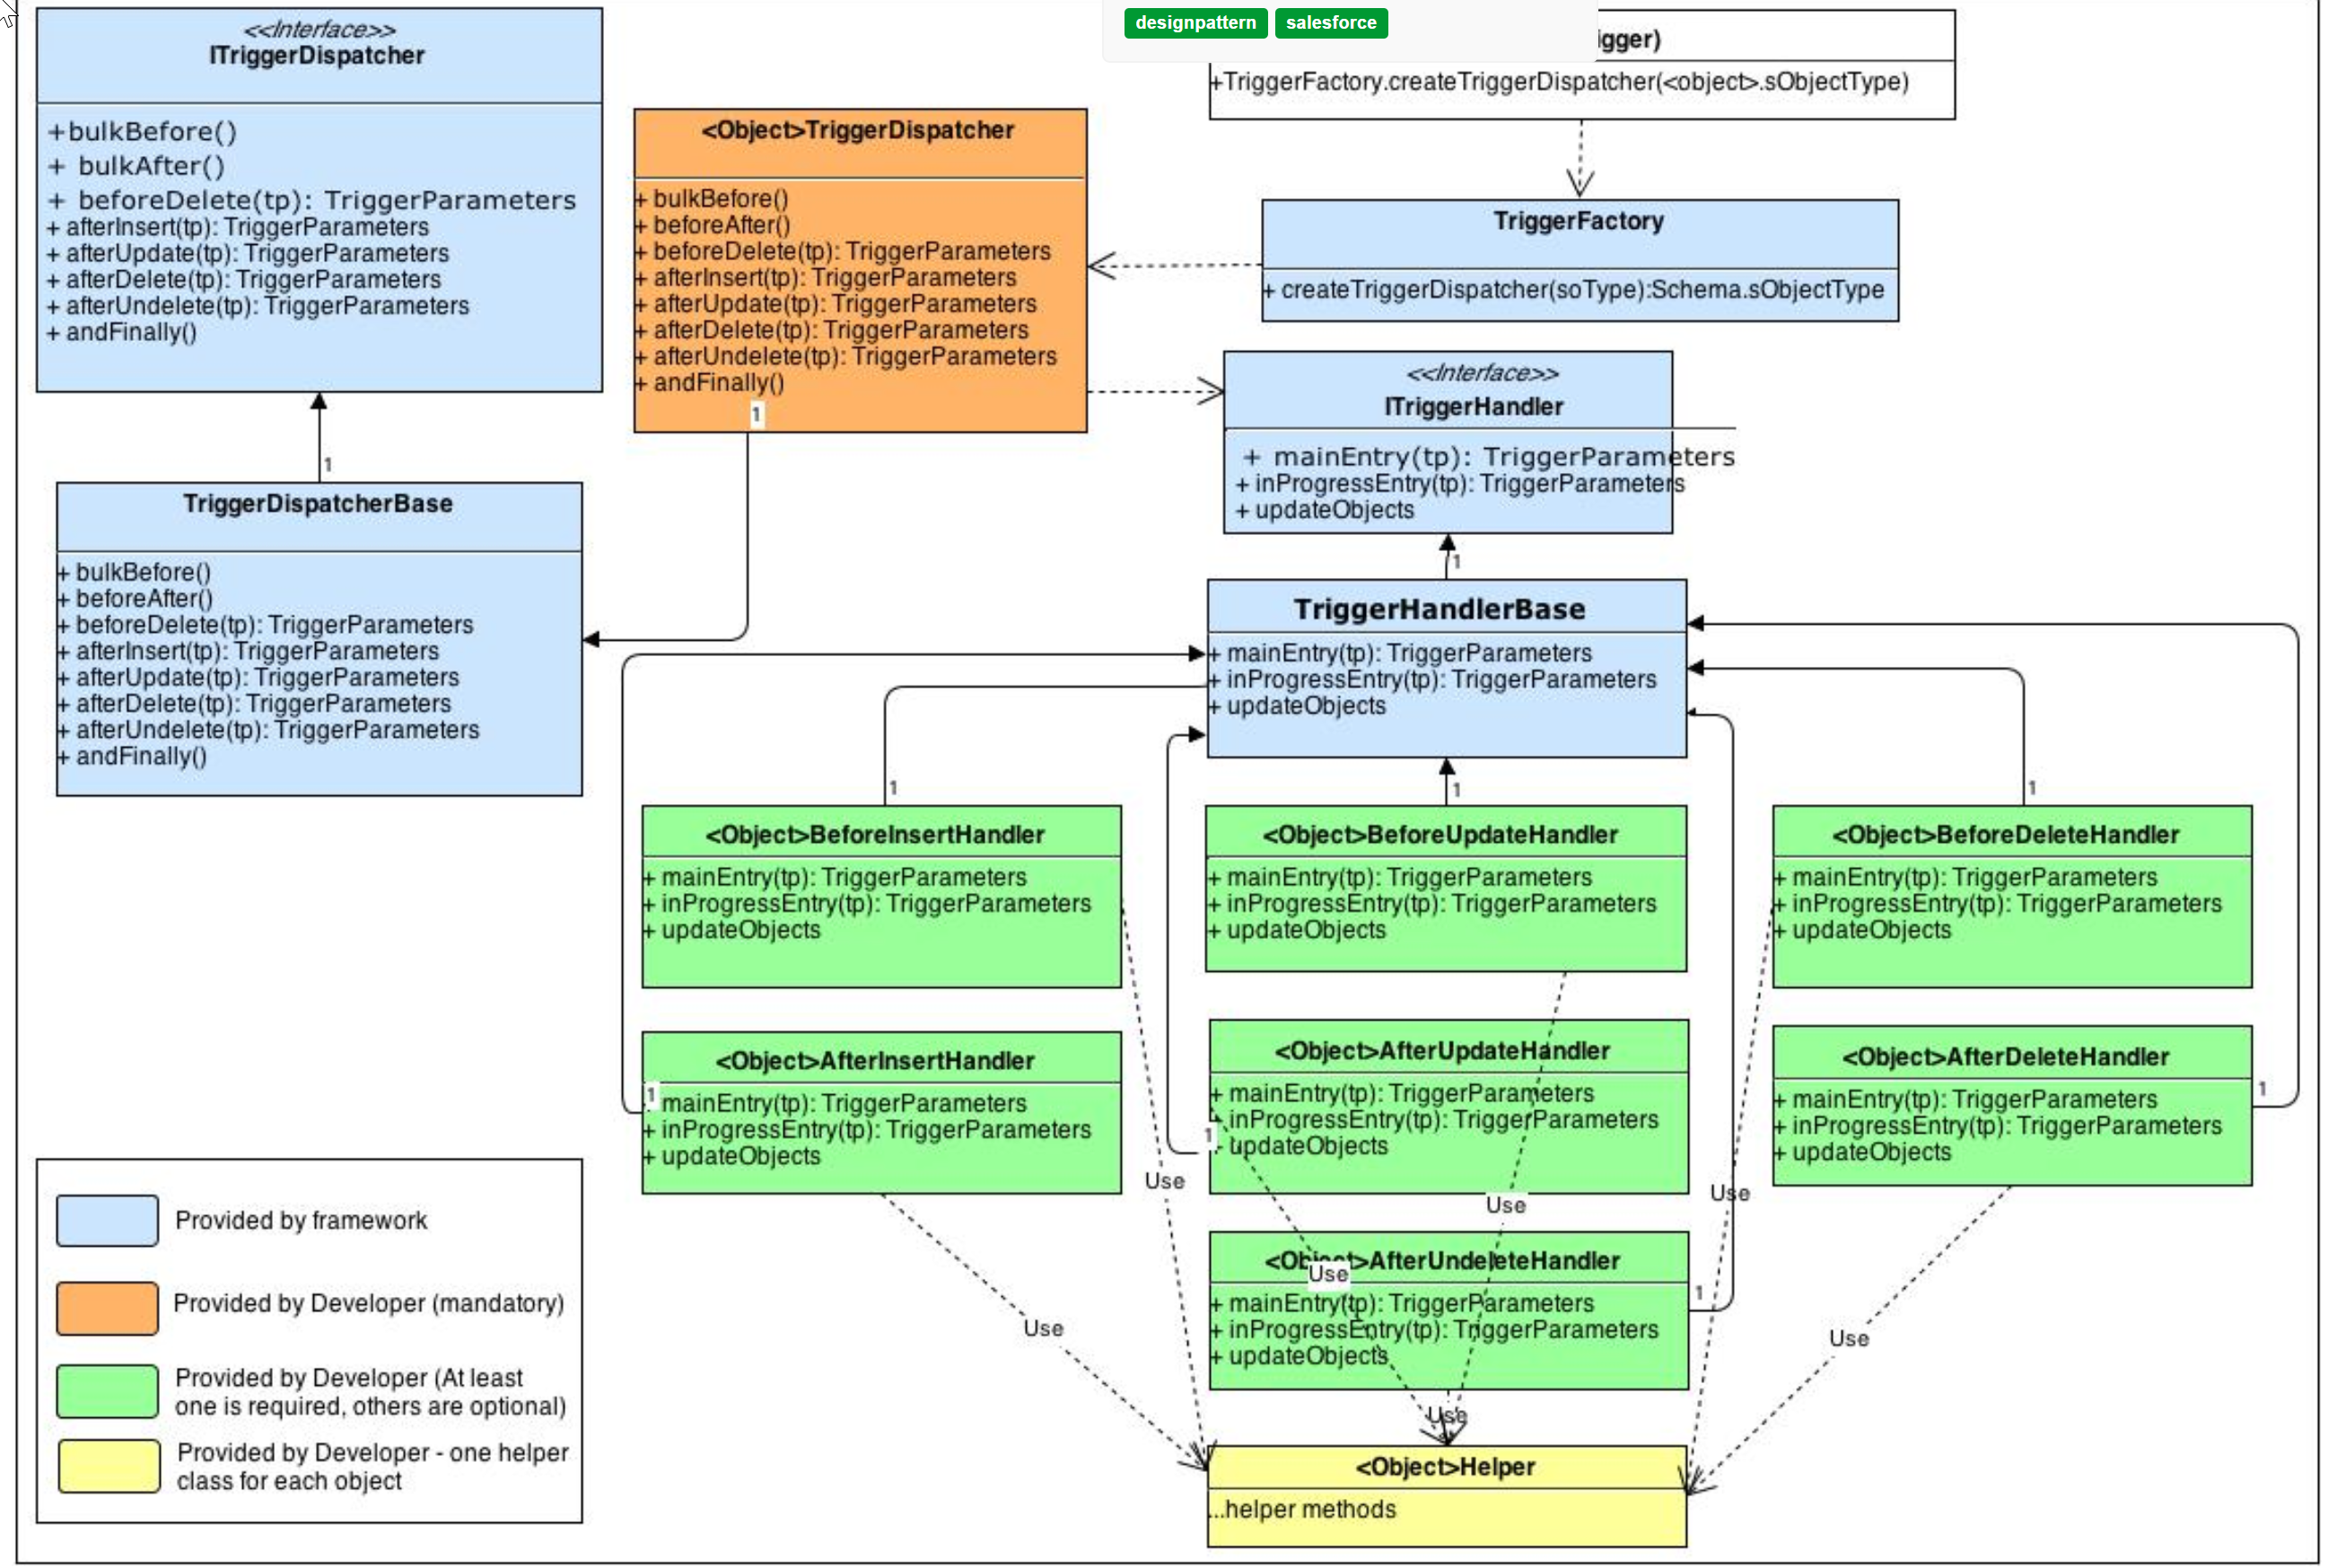 designpattern salesforce
<<Interface>>
ITriggerDispatcher
+bulkBefore()
+ bulkAfter()
+ beforeDelete(tp): TriggerParameters
+ afterInsert(tp): TriggerParameters
+ afterUpdate(tp): TriggerParameters
+ afterDelete(tp): TriggerParameters
+ afterUndelete(tp): TriggerParameters
+ andFinally()
<Object>TriggerDispatcher
+ bulkBefore()
+ beforeAfter()
+ beforeDelete(tp): TriggerParameters
+ afterInsert(tp): TriggerParameters
+ afterUpdate(tp): TriggerParameters
+ afterDelete(tp): TriggerParameters
+ afterUndelete(tp): TriggerParameters
+ andFinally()
1
igger)
+TriggerFactory.createTriggerDispatcher(<object>.sObjectType)
TriggerFactory
+ createTriggerDispatcher(soType):Schema.sObjectType
<<Interface>>
ITriggerHandler
+ mainEntry(tp): TriggerParameters
+ inProgressEntry(tp): TriggerParameters
+ updateObjects
1
1
TriggerDispatcherBase
+ bulkBefore()
+ beforeAfter()
+ beforeDelete(tp): TriggerParameters
+ afterInsert(tp): TriggerParameters
+ afterUpdate(tp): TriggerParameters
+ afterDelete(tp): TriggerParameters
+ afterUndelete(tp): TriggerParameters
+ andFinally()
TriggerHandlerBase
+ mainEntry(tp): TriggerParameters
+ inProgressEntry(tp): TriggerParameters
+ updateObjects
1
1
1
<Object>BeforeInsertHandler
+ mainEntry(tp): TriggerParameters
+ inProgressEntry(tp): TriggerParameters
+ updateObjects
<Object>BeforeUpdateHandler
+ mainEntry(tp): TriggerParameters
+ inProgressEntry(tp): TriggerParameters
+ updateObjects
<Object>BeforeDeleteHandler
+ mainEntry(tp): TriggerParameters
+ inProgressEntry(tp): TriggerParameters
+ updateObjects
<Object>AfterInsertHandler
1
mainEntry(tp): TriggerParameters
+ inProgressEntry(tp): TriggerParameters
+ updateObjects
<Object>AfterUpdateHandler
+ mainEntry(tp): TriggerParameters
inProgressEntry(tp): TriggerParameters
1
updateObjects
<Object>AfterDeleteHandler
+ mainEntry(tp): TriggerParameters
+ inProgressEntry(tp): TriggerParameters
+ updateObjects
1
Use
Use
Use
<Object>AfterUndeleteHandler
Use
+ mainEntry(tp): TriggerParameters
+ inProgressEntry(tp): TriggerParameters
+ updateObjects
1
Use
Use
Use
<Object>Helper
...helper methods
Provided by framework
Provided by Developer (mandatory)
Provided by Developer (At least
one is required, others are optional)
Provided by Developer - one helper
class for each object